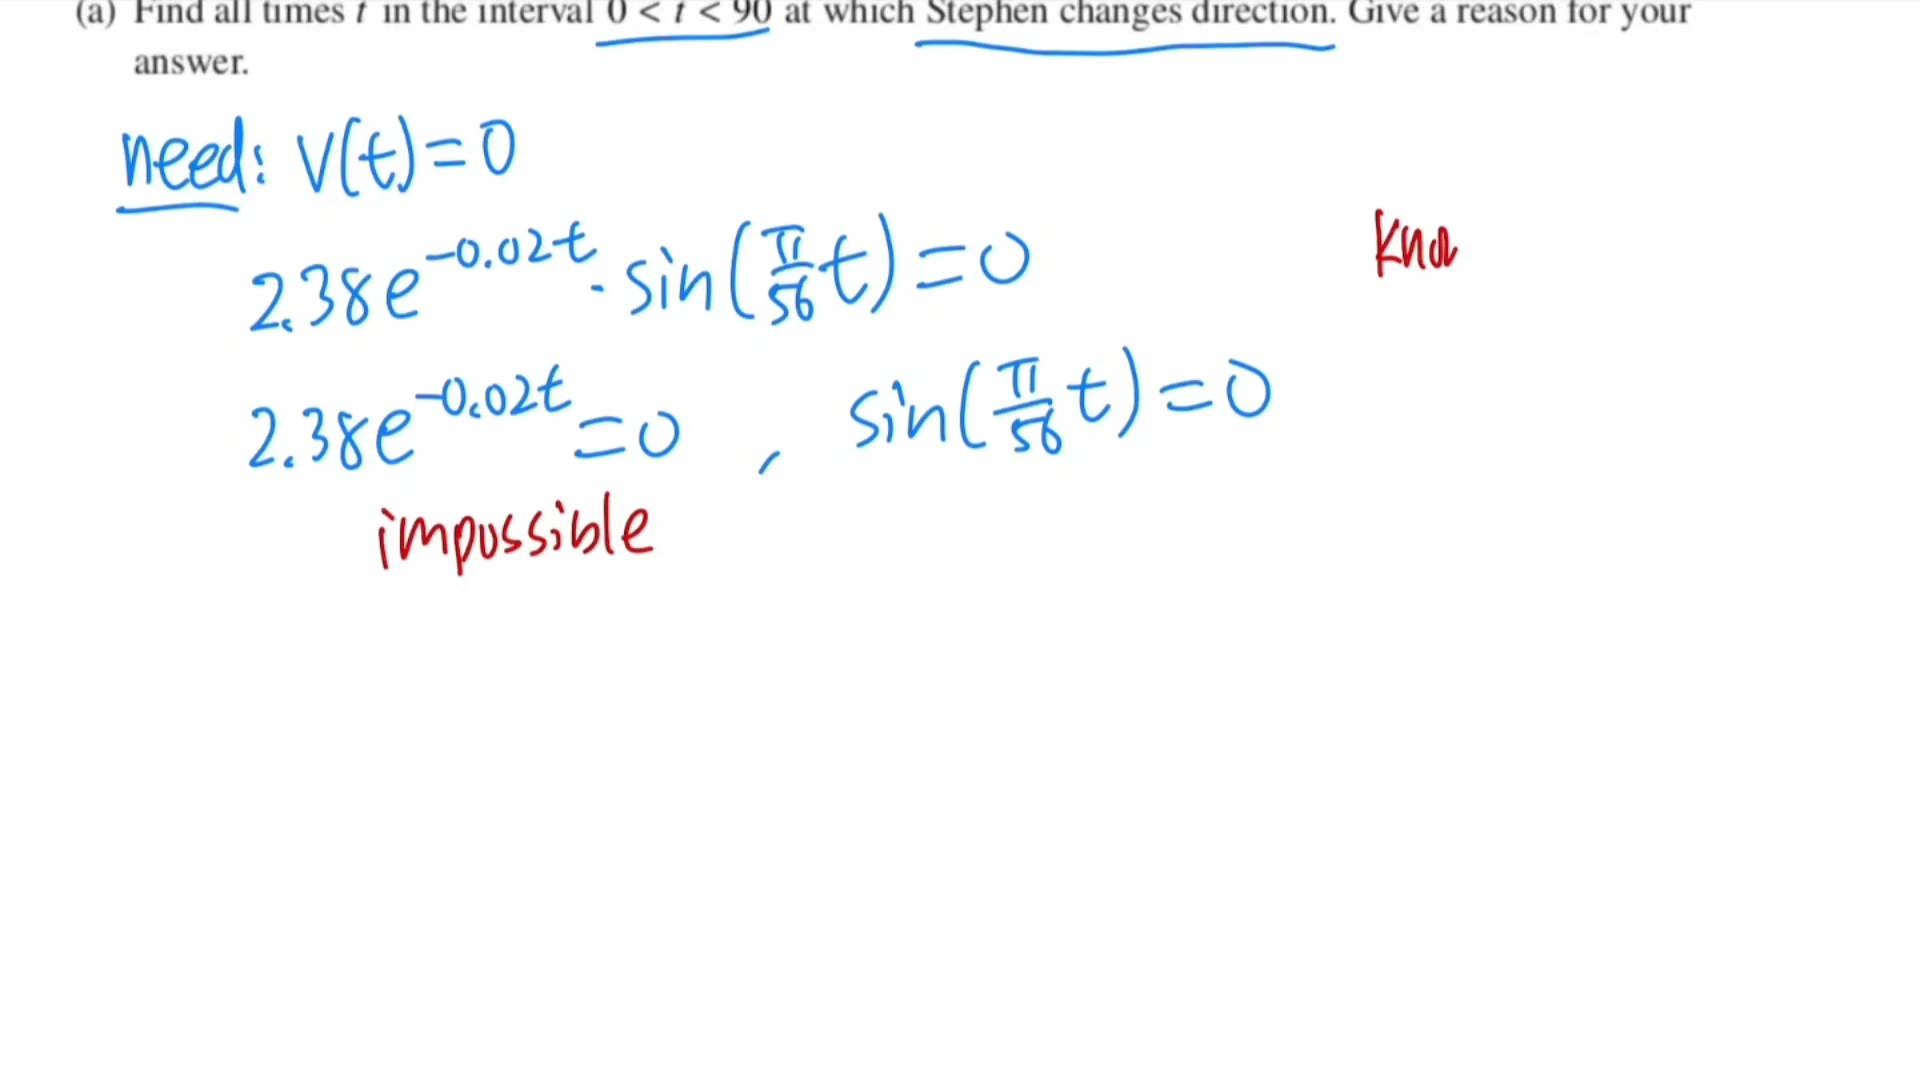 (a) Find all times t in the interval 0 < t < 90 at which Stephen changes direction. Give a reason for your
answer.
need: v(t)=0
2.38e^{-0.02t} · sin(π/56 t) = 0
Kno
2.38e^{-0.02t} = 0 , sin(π/56 t) = 0
impossible